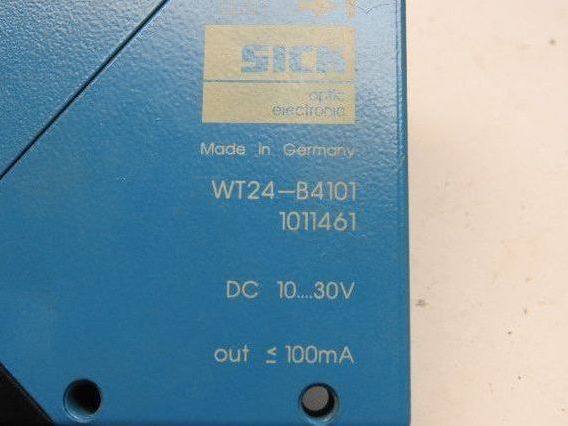 SICK
optic
electronic
Made in Germany
WT24-B4101
1011461
DC 10....30V
out ≤ 100mA